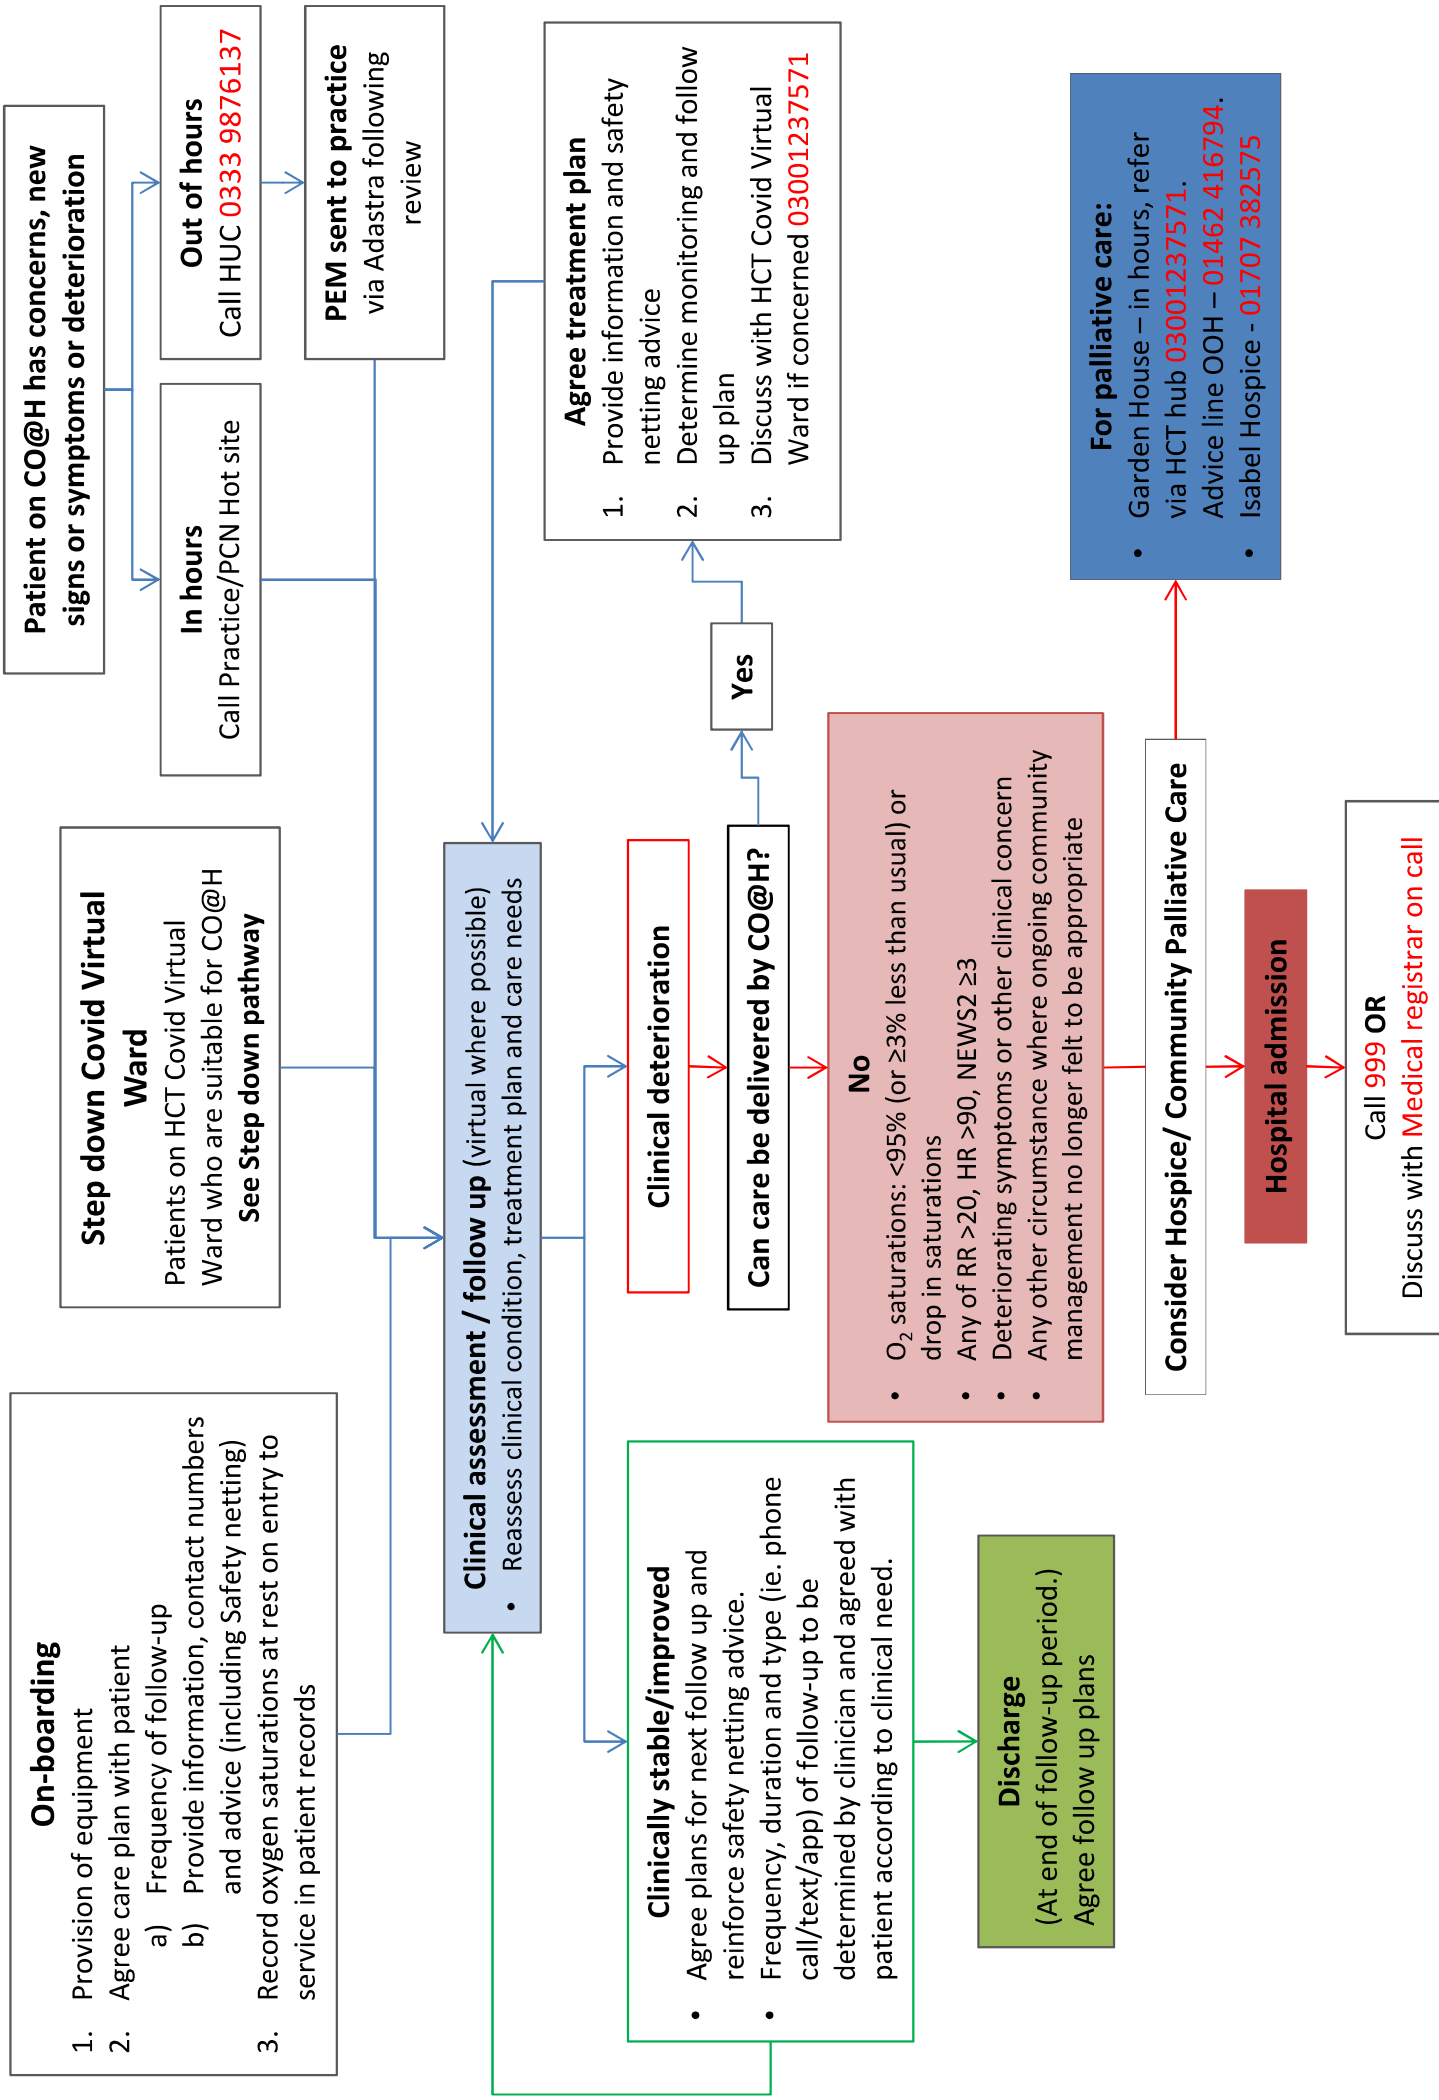 On-boarding
1. Provision of equipment
2. Agree care plan with patient
a) Frequency of follow-up
b) Provide information, contact numbers
and advice (including Safety netting)
3. Record oxygen saturations at rest on entry to
service in patient records
Step down Covid Virtual
Ward
Patients on HCT Covid Virtual
Ward who are suitable for CO@H
See Step down pathway
Patient on CO@H has concerns, new
signs or symptoms or deterioration
In hours
Call Practice/PCN Hot site
Out of hours
Call HUC 0333 9876137
PEM sent to practice
via Adastra following
review
Clinical assessment / follow up (virtual where possible)
• Reassess clinical condition, treatment plan and care needs
Clinically stable/improved
• Agree plans for next follow up and
reinforce safety netting advice.
• Frequency, duration and type (ie. phone
call/text/app) of follow-up to be
determined by clinician and agreed with
patient according to clinical need.
Discharge
(At end of follow-up period.)
Agree follow up plans
Clinical deterioration
Can care be delivered by CO@H?
Yes
Agree treatment plan
1. Provide information and safety
netting advice
2. Determine monitoring and follow
up plan
3. Discuss with HCT Covid Virtual
Ward if concerned 03001237571
No
• O₂ saturations: <95% (or ≥3% less than usual) or
drop in saturations
• Any of RR >20, HR >90, NEWS2 ≥3
• Deteriorating symptoms or other clinical concern
• Any other circumstance where ongoing community
management no longer felt to be appropriate
Consider Hospice/ Community Palliative Care
For palliative care:
• Garden House – in hours, refer
via HCT hub 03001237571.
Advice line OOH – 01462 416794.
• Isabel Hospice - 01707 382575
Hospital admission
Call 999 OR
Discuss with Medical registrar on call